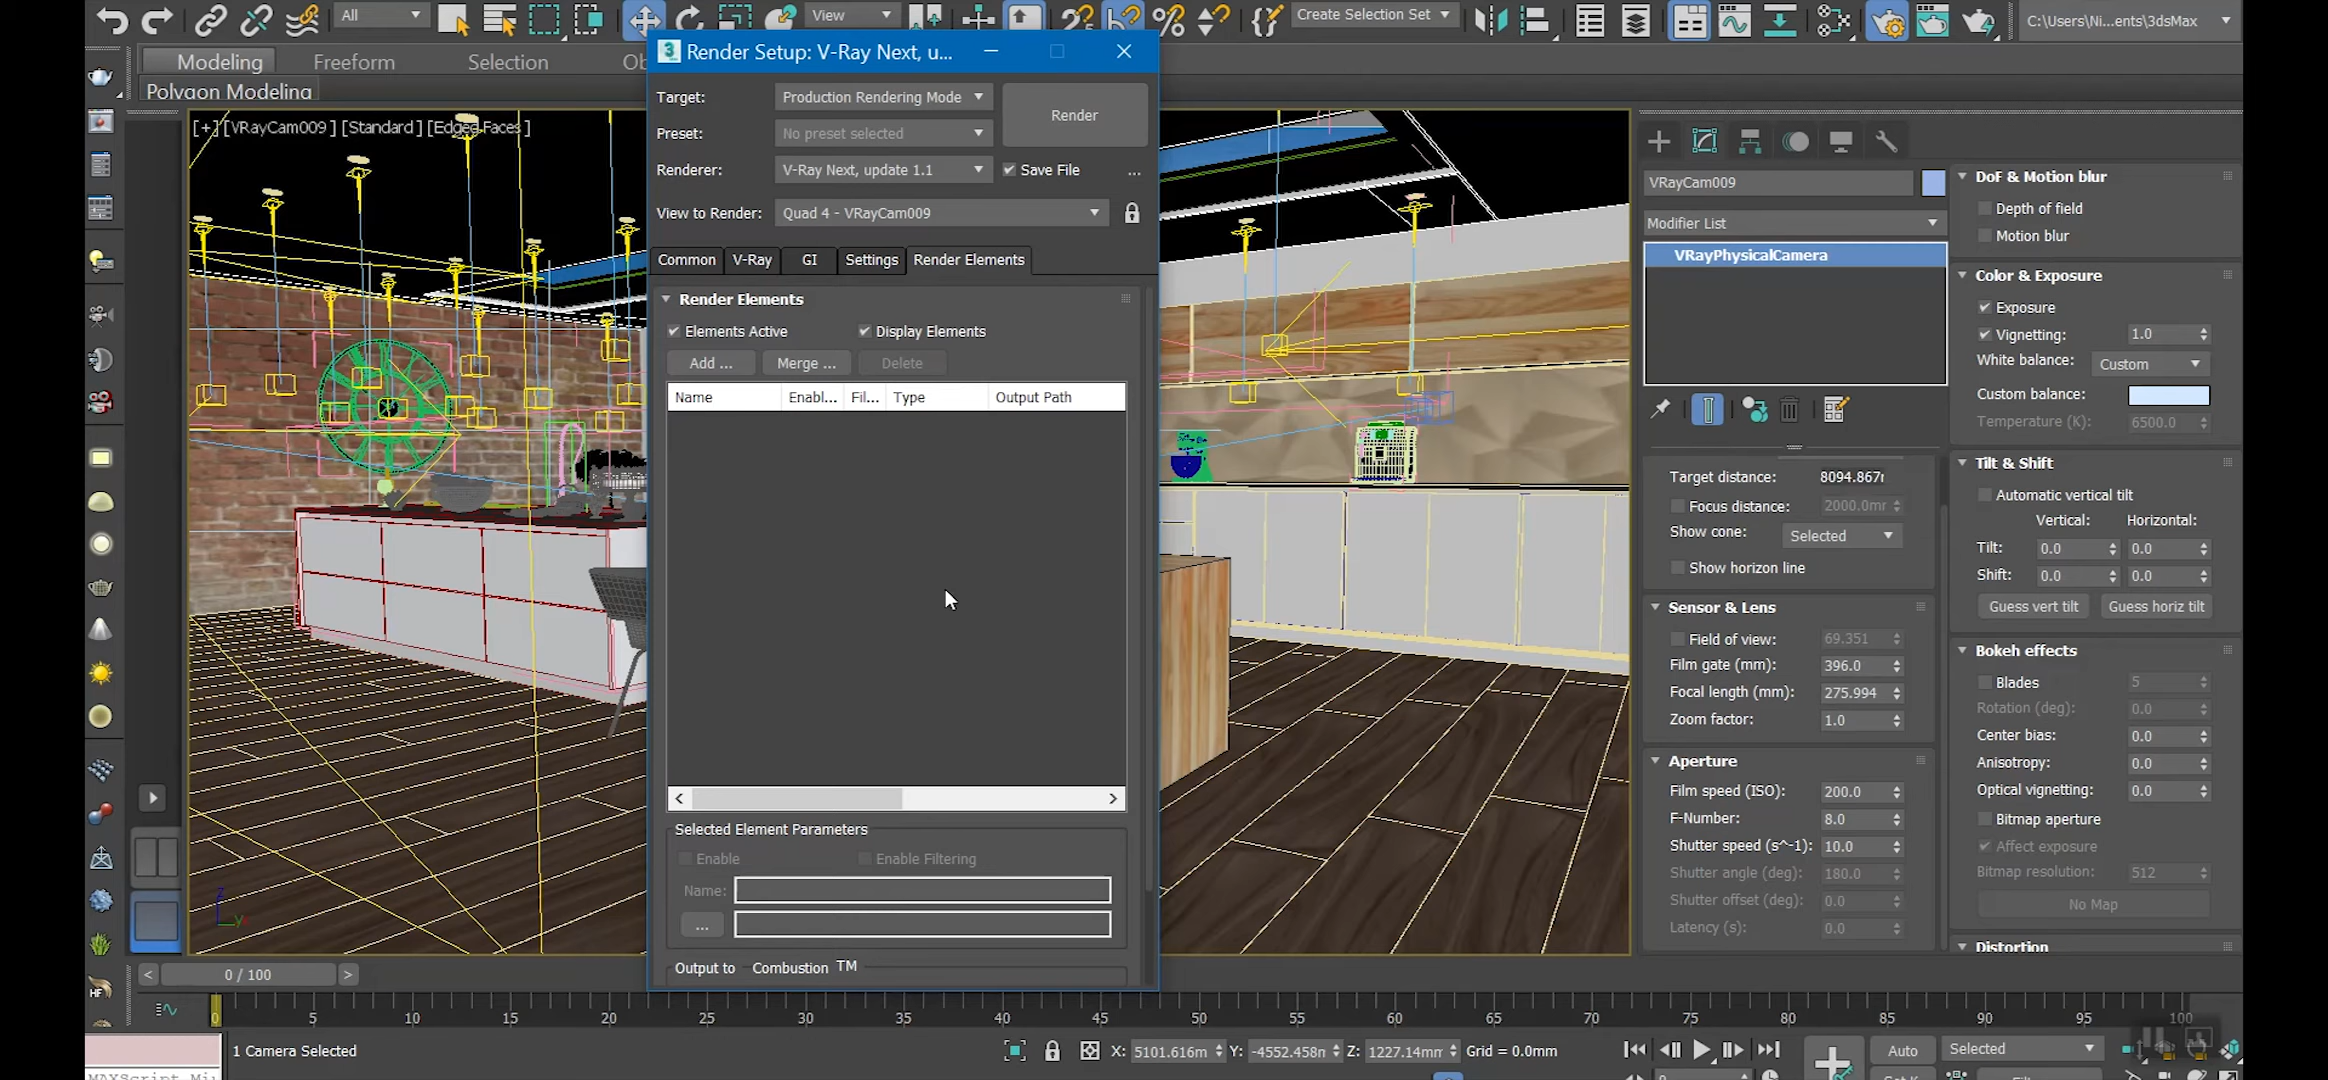 All
View
Create Selection Set
C:\Users\Ni...ents\3dsMax
Modeling
Freeform
Selection
Polygon Modeling
[+] [VRayCam009 ] [Standard ] [Edged Faces ]
Render Setup: V-Ray Next, u...
Target:
Production Rendering Mode
Render
Preset:
No preset selected
Renderer:
V-Ray Next, update 1.1
Save File
...
View to Render:
Quad 4 - VRayCam009
Common
V-Ray
GI
Settings
Render Elements
Render Elements
Elements Active
Display Elements
Add ...
Merge ...
Delete
Name
Enabl...
Fil...
Type
Output Path
Selected Element Parameters
Enable
Enable Filtering
Name:
...
Output to Combustion TM
VRayCam009
Modifier List
VRayPhysicalCamera
Target distance: 8094.867
Focus distance: 2000.0
Show cone: Selected
Show horizon line
Sensor & Lens
Field of view: 69.351
Film gate (mm): 396.0
Focal length (mm): 275.994
Zoom factor: 1.0
Aperture
Film speed (ISO): 200.0
F-Number: 8.0
Shutter speed (s^-1): 10.0
Shutter angle (deg): 180.0
Shutter offset (deg): 0.0
Latency (s): 0.0
DoF & Motion blur
Depth of field
Motion blur
Color & Exposure
Exposure
Vignetting: 1.0
White balance: Custom
Custom balance:
Temperature (K): 6500.0
Tilt & Shift
Automatic vertical tilt
Vertical: Horizontal:
Tilt: 0.0 0.0
Shift: 0.0 0.0
Guess vert tilt
Guess horiz tilt
Bokeh effects
Blades 5
Rotation (deg): 0.0
Center bias: 0.0
Anisotropy: 0.0
Optical vignetting: 0.0
Bitmap aperture
Affect exposure
Bitmap resolution: 512
No Map
Distortion
HF
0 / 100
0 5 10 15 20 25 30 35 40 45 50 55 60 65 70 75 80 85 90 95 100
1 Camera Selected
X: 5101.616m Y: -4552.458 Z: 1227.14mm Grid = 0.0mm
Auto
Selected
MAXScript Mi